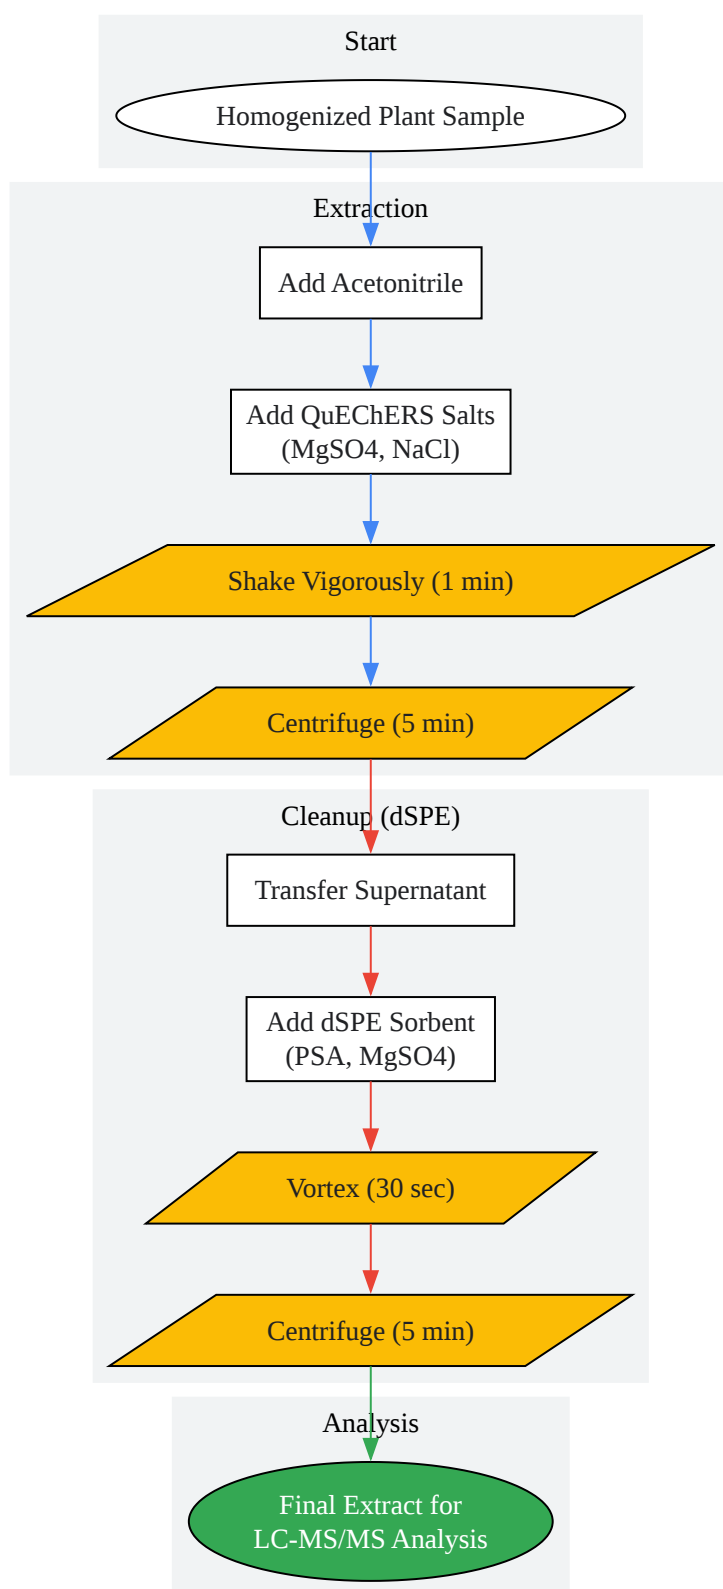 Start
Homogenized Plant Sample
Extraction
Add Acetonitrile
Add QuEChERS Salts
(MgSO4, NaCl)
Shake Vigorously (1 min)
Centrifuge (5 min)
Cleanup (dSPE)
Transfer Supernatant
Add dSPE Sorbent
(PSA, MgSO4)
Vortex (30 sec)
Centrifuge (5 min)
Analysis
Final Extract for
LC-MS/MS Analysis